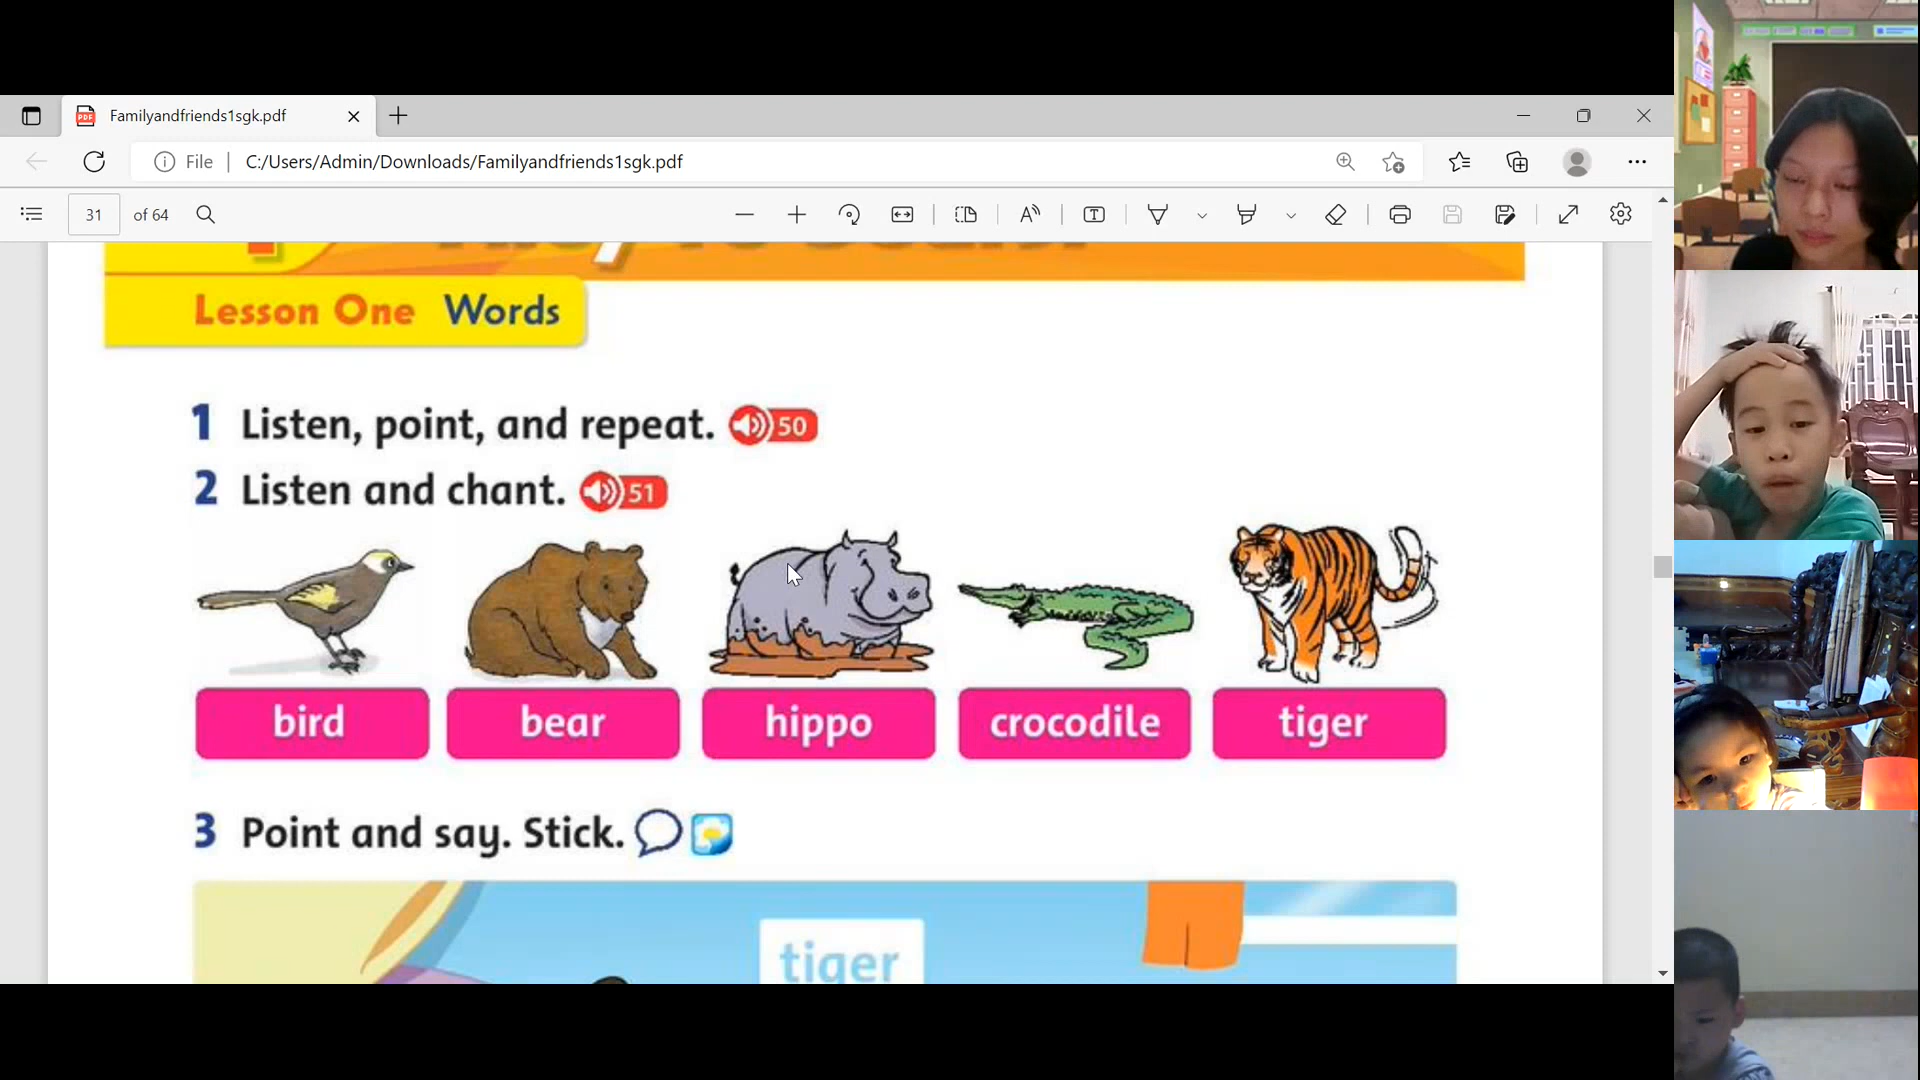 Familyandfriends1sgk.pdf
File
C:/Users/Admin/Downloads/Familyandfriends1sgk.pdf
31 of 64
Lesson One Words
1 Listen, point, and repeat. 50
2 Listen and chant. 51
bird bear hippo crocodile tiger
3 Point and say. Stick.
tiger